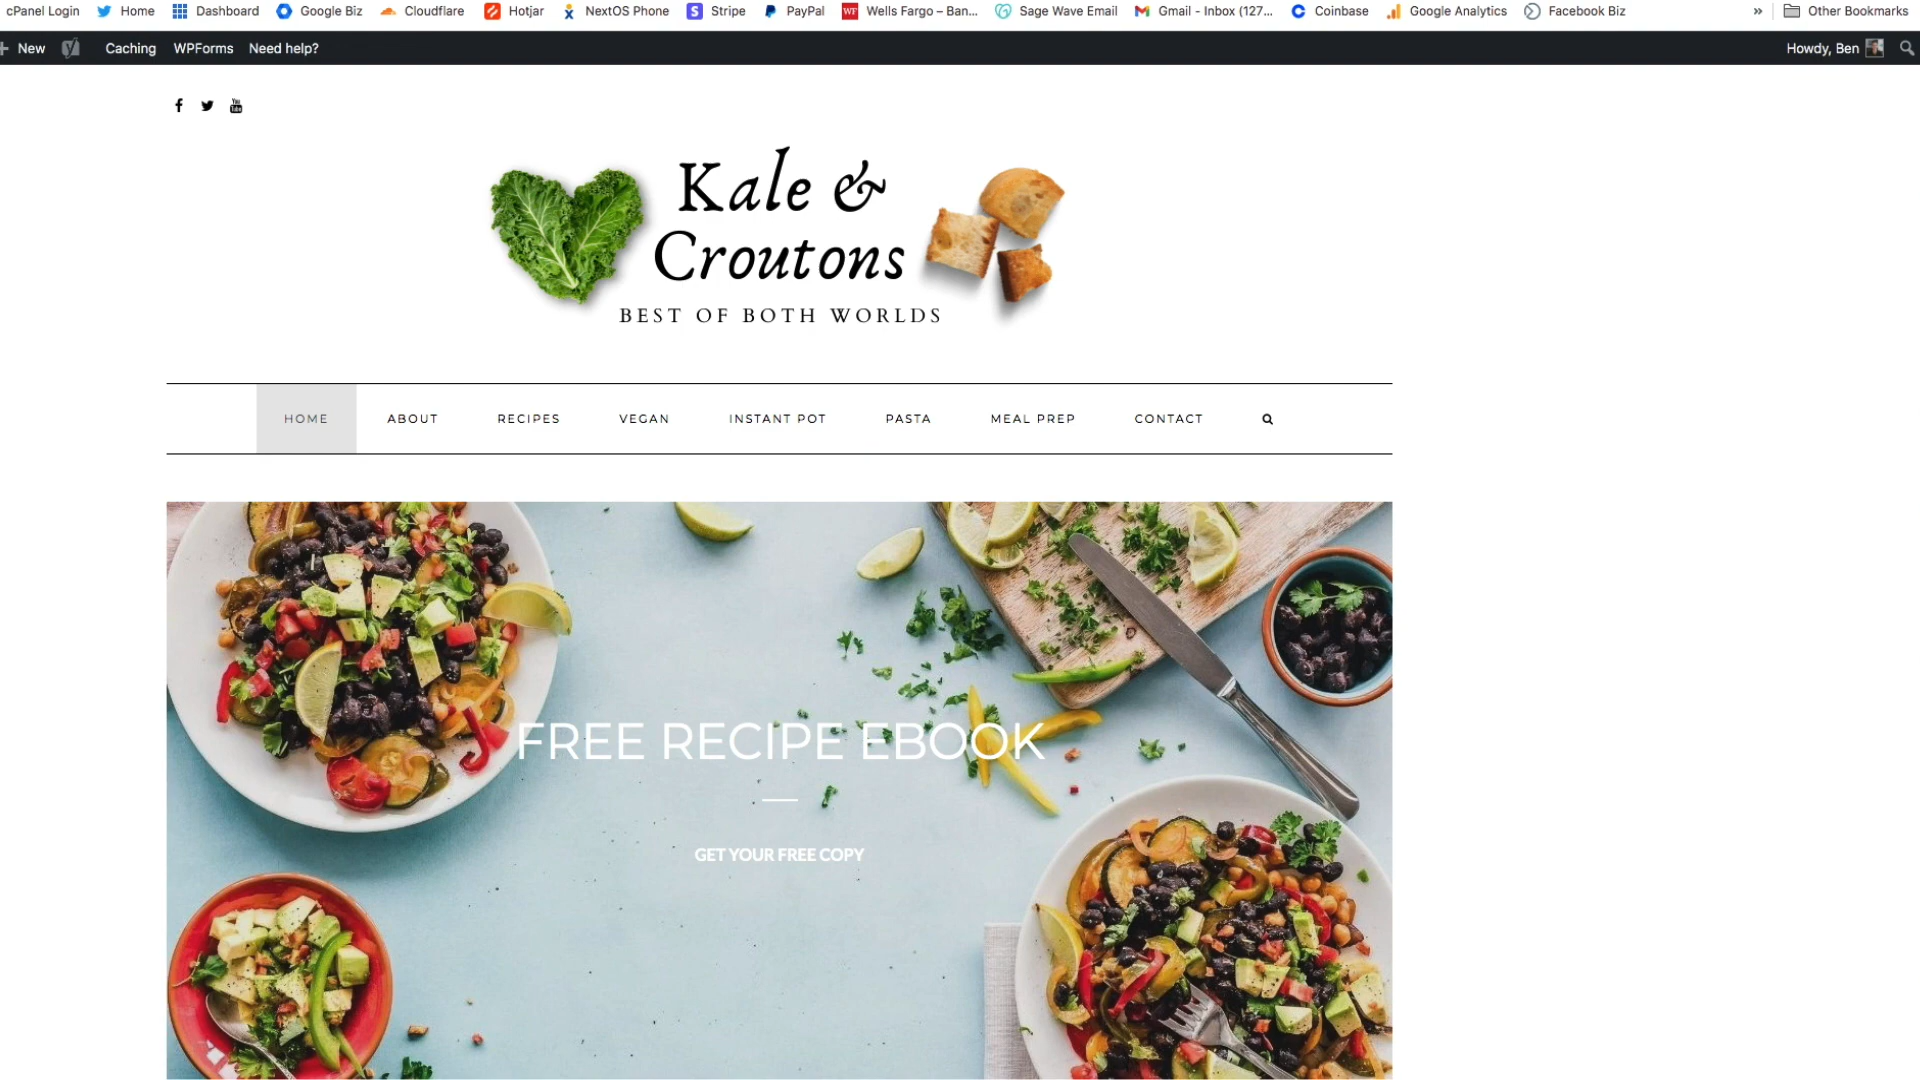 cPanel Login Home Dashboard Google Biz Cloudflare Hotjar NextOS Phone Stripe PayPal WF Wells Fargo – Ban... Sage Wave Email Gmail - Inbox (127... Coinbase Google Analytics Facebook Biz » Other Bookmarks
+ New Caching WPForms Need help? Howdy, Ben
Kale &
Croutons
BEST OF BOTH WORLDS
HOME ABOUT RECIPES VEGAN INSTANT POT PASTA MEAL PREP CONTACT
FREE RECIPE EBOOK
GET YOUR FREE COPY